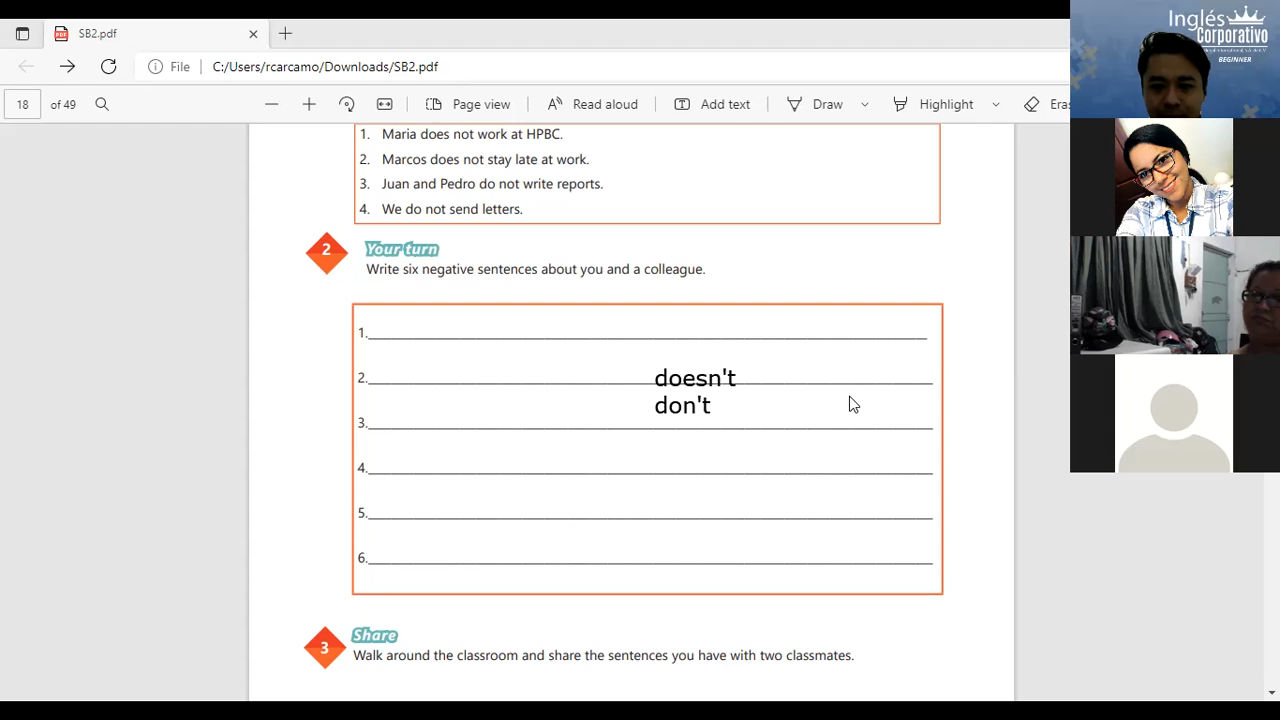 SB2.pdf
File C:/Users/rcarcamo/Downloads/SB2.pdf
18 of 49 Page view Read aloud Add text Draw Highlight
1. Maria does not work at HPBC.
2. Marcos does not stay late at work.
3. Juan and Pedro do not write reports.
4. We do not send letters.
2 Your turn
Write six negative sentences about you and a colleague.
1.
2.
doesn't
don't
3.
4.
5.
6.
3 Share
Walk around the classroom and share the sentences you have with two classmates.
Inglés
Corporativo
BEGINNER